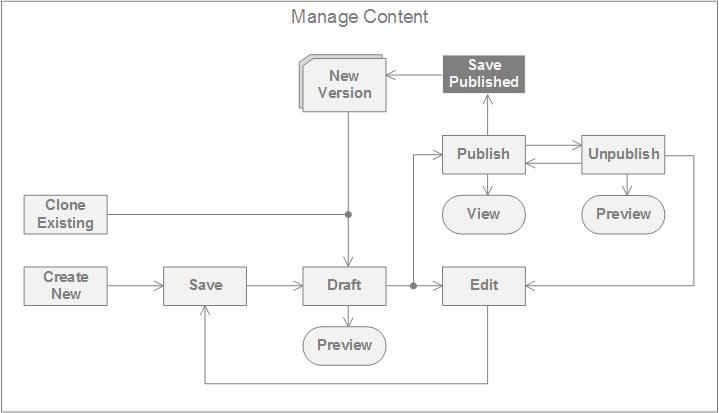 Manage Content
New
Version
Save
Published
Publish
Unpublish
Clone
Existing
View
Preview
Create
New
Save
Draft
Edit
Preview